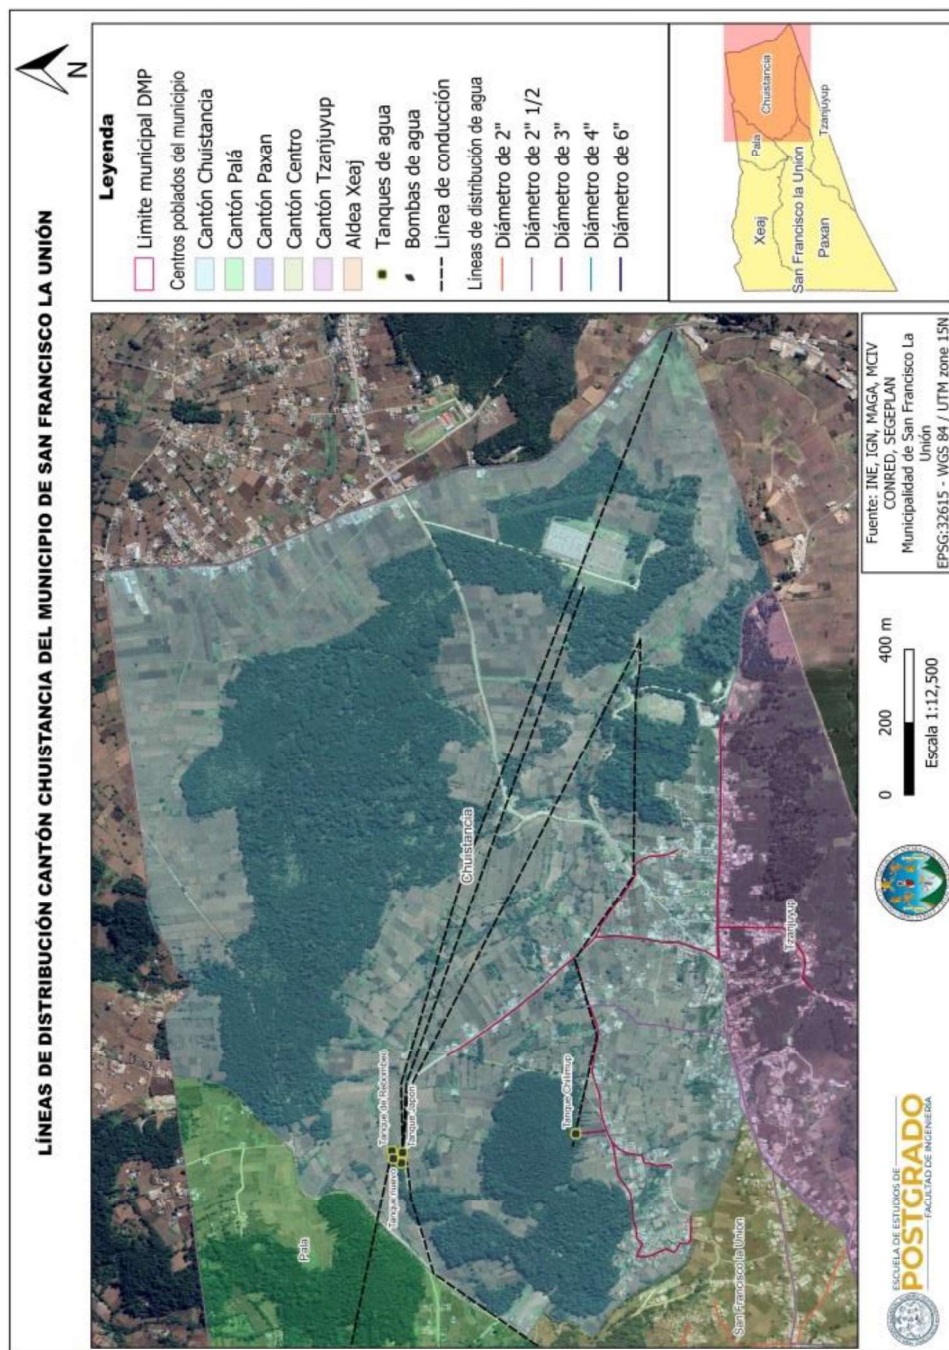 LÍNEAS DE DISTRIBUCIÓN CANTÓN CHUISTANCIA DEL MUNICIPIO DE SAN FRANCISCO LA UNIÓN
N
Leyenda
Limite municipal DMP
Centros poblados del municipio
Cantón Chuistancia
Cantón Palá
Cantón Paxan
Cantón Centro
Cantón Tzanjuyup
Aldea Xeaj
Tanques de agua
Bombas de agua
Línea de conducción
Líneas de distribución de agua
Diámetro de 2"
Diámetro de 2" 1/2
Diámetro de 3"
Diámetro de 4"
Diámetro de 6"
Xeaj
Pala
Chuistancia
San Francisco la Unión
Paxan
Tzanjuyup
Pala
Tanque nuevo
Tanque de Rebombeo
Tanque Japón
Chuistancia
Tanque Chilimup
San Francisco la Unión
Tzanjuyup
ESCUELA DE ESTUDIOS DE
POSTGRADO
FACULTAD DE INGENIERÍA
0 200 400 m
Escala 1:12,500
Fuente: INE, IGN, MAGA, MCIV
CONRED, SEGEPLAN
Municipalidad de San Francisco La
Unión
EPSG:32615 - WGS 84 / UTM zone 15N